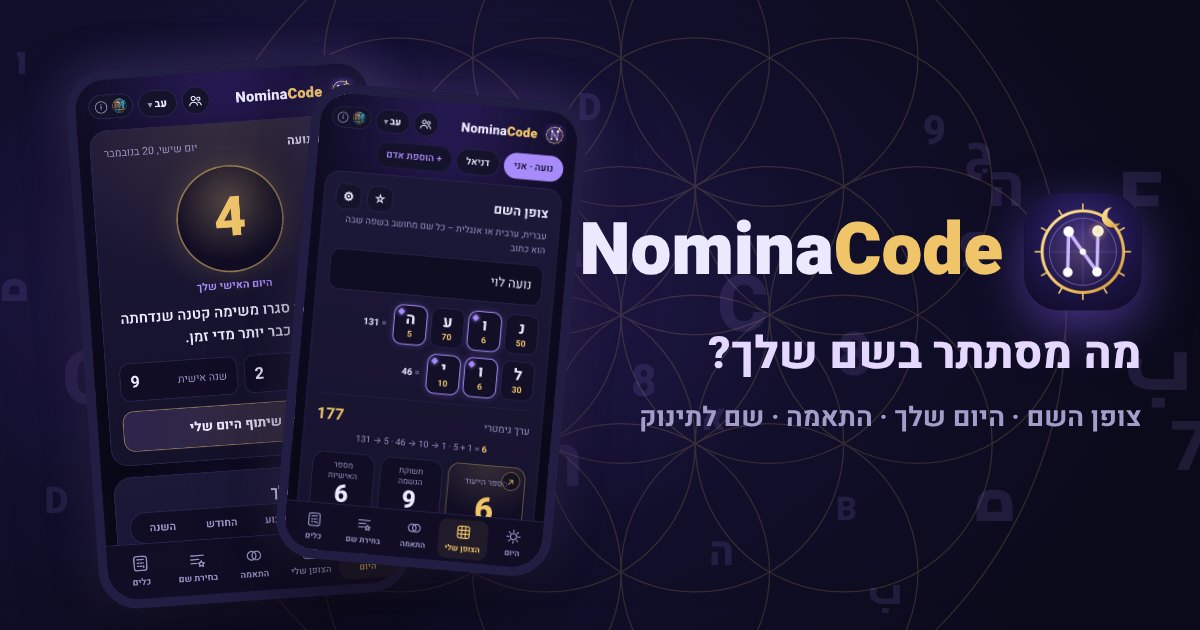 NominaCode
מה מסתתר בשם שלך?
צופן השם · היום שלך · התאמה · שם לתינוק
NominaCode
עב
נועה · אני
דניאל
+ הוספת אדם
צופן השם
עברית, ערבית או אנגלית – כל שם מחושב בשפה שבה
הוא כתוב
נועה לוי
נ ו ע ה
50 6 70 5 = 131
ל ו י
30 6 10 = 46
ערך גימטרי
177
131 → 5 · 46 → 10 → 1 · 5 + 1 = 6
מספר הייעוד
6
תשוקת
הנשמה
9
מספר
האישיות
6
היום
הצופן שלי
התאמה
בחירת שם
כלים
NominaCode
עב
נועה
יום שישי, 20 בנובמבר
4
היום האישי שלך
סגרו משימה קטנה שנדחתה
כבר יותר מדי זמן.
2
שנה אישית
9
שיתוף היום שלי
החודש
השנה
היום
הצופן שלי
התאמה
בחירת שם
כלים